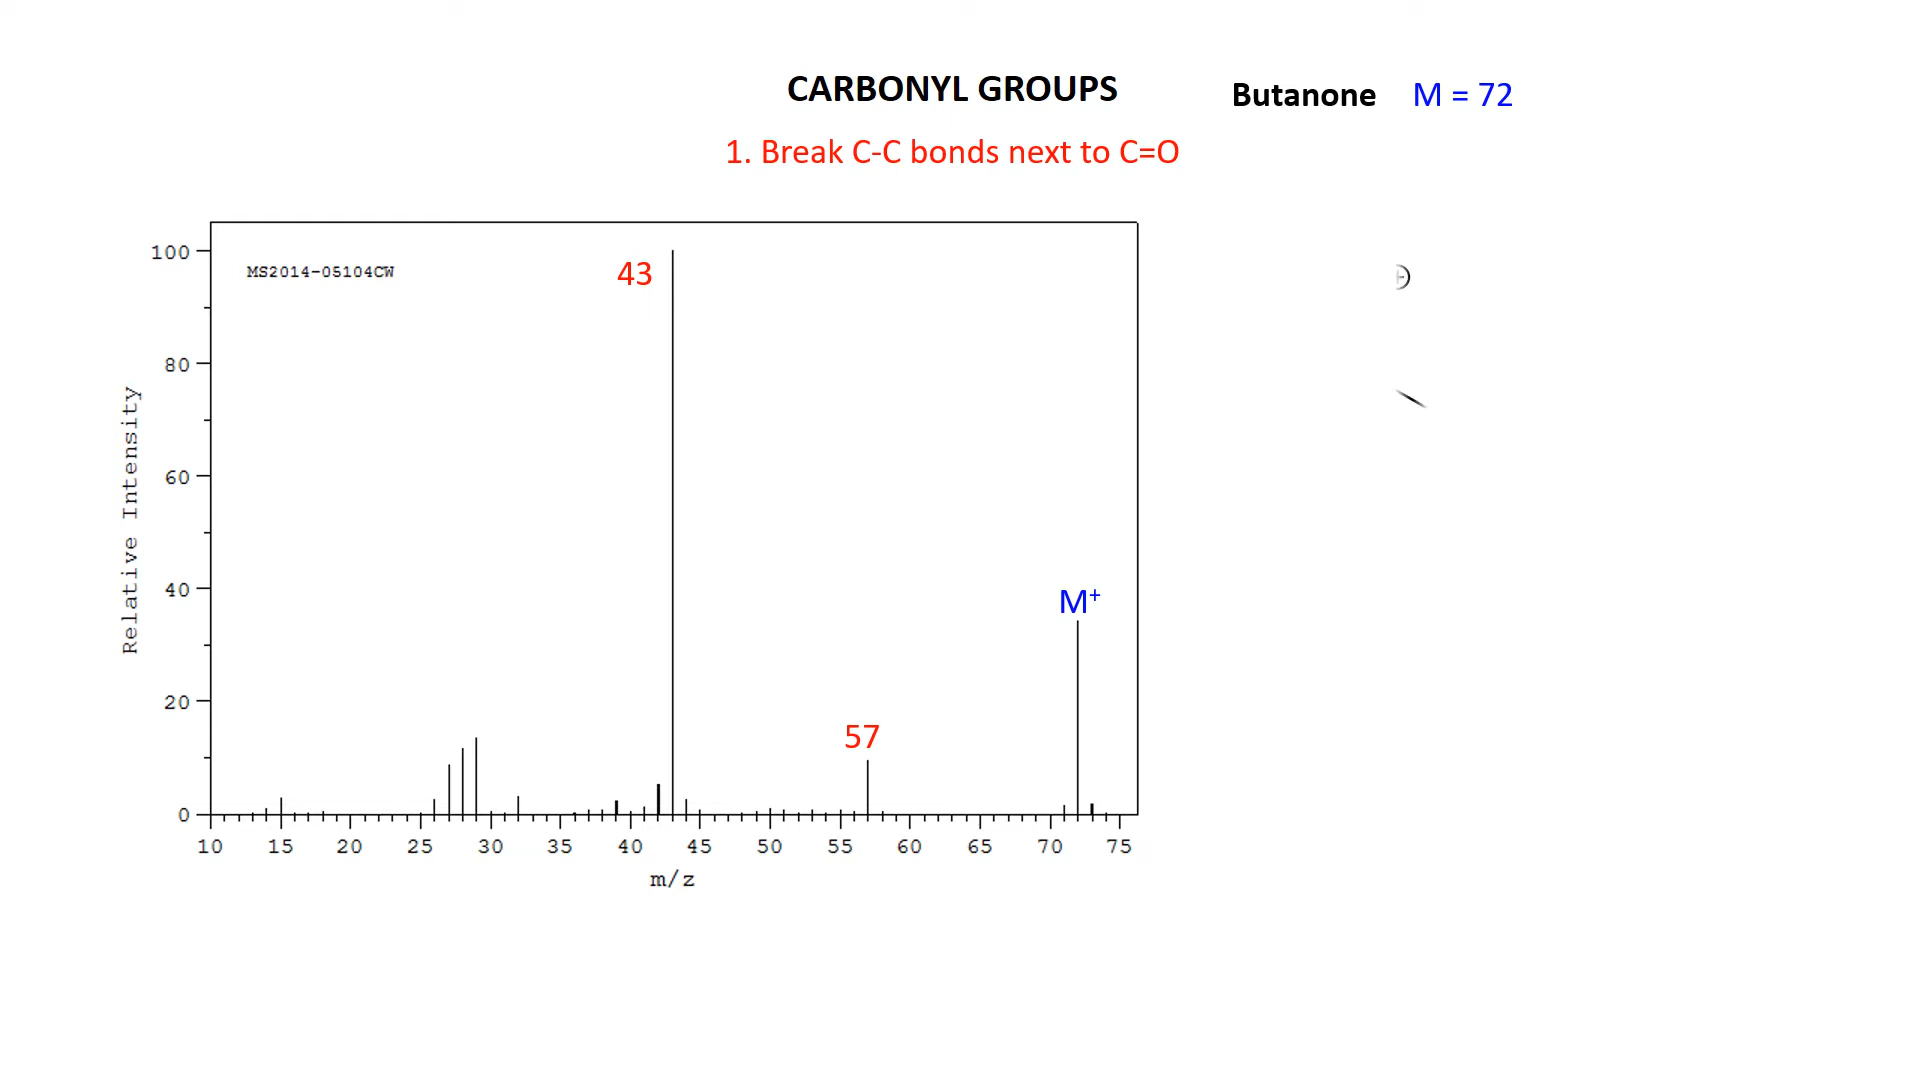 CARBONYL GROUPS
Butanone M = 72
1. Break C-C bonds next to C=O
MS2014-05104CW
43
M⁺
57
Relative Intensity
100
80
60
40
20
0
10 15 20 25 30 35 40 45 50 55 60 65 70 75
m/z